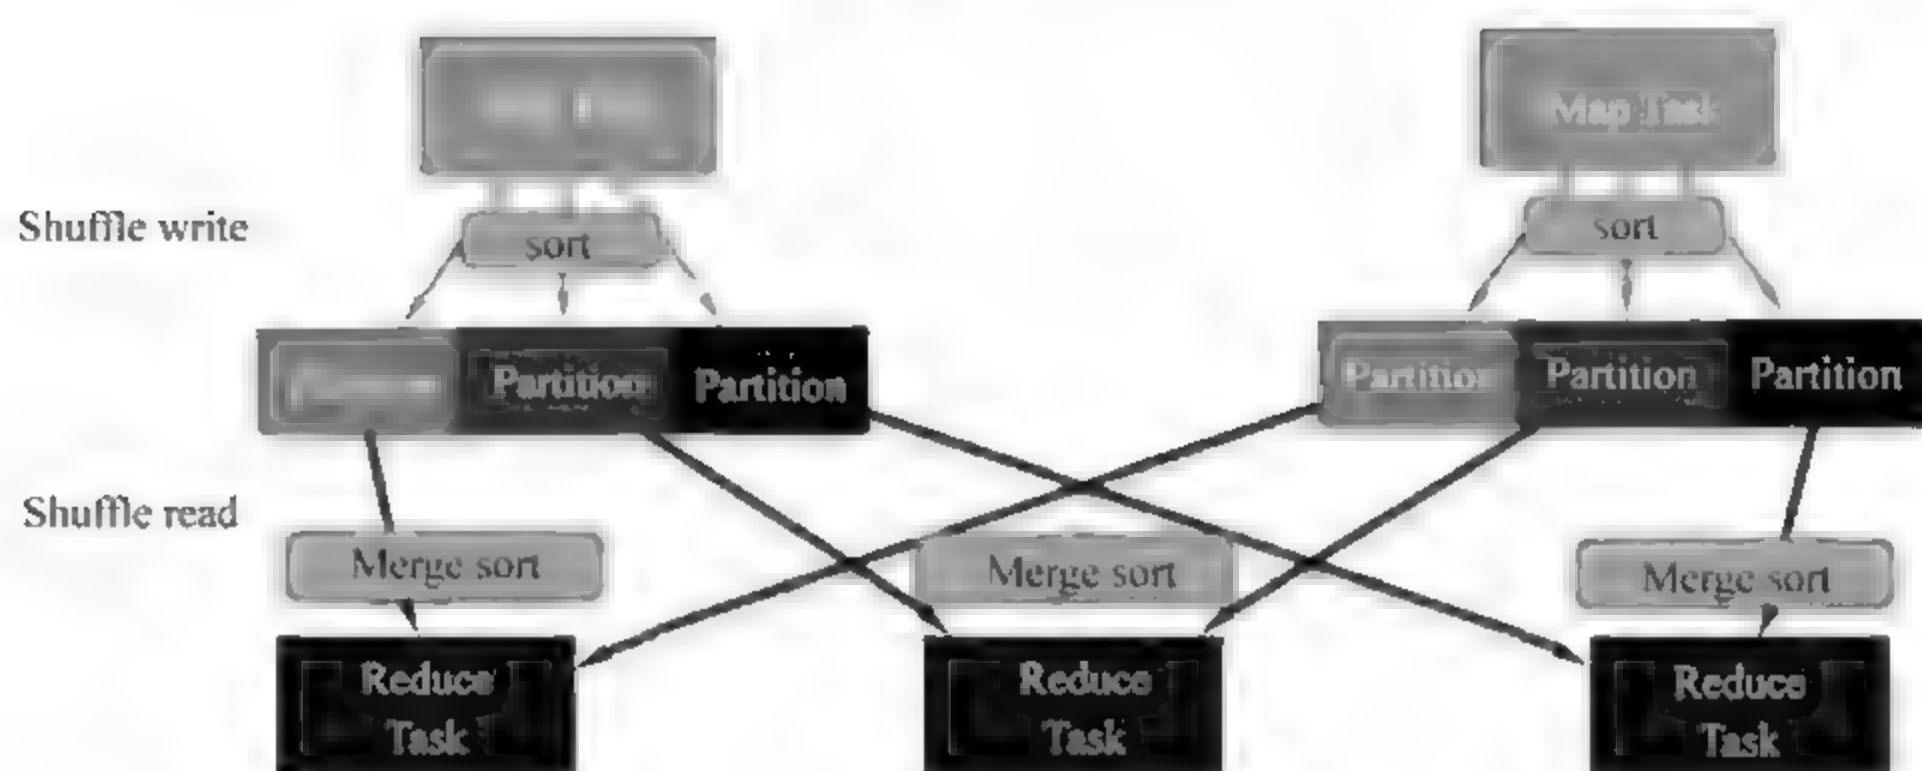 Map Task
Shuffle write
sort
sort
Partition
Partition
Partition
Partition
Partition
Shuffle read
Merge sort
Merge sort
Merge sort
Reduce
Task
Reduce
Task
Reduce
Task